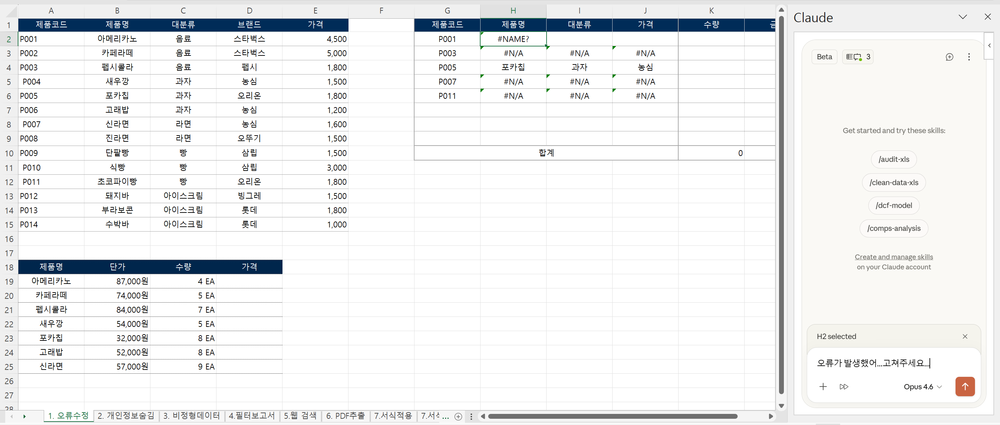 A B C D E F G H I J K
1 제품코드 제품명 대분류 브랜드 가격 제품코드 제품명 대분류 가격 수량
2 P001 아메리카노 음료 스타벅스 4,500 P001 #NAME?
3 P002 카페라떼 음료 스타벅스 5,000 P003 #N/A #N/A #N/A
4 P003 펩시콜라 음료 펩시 1,800 P005 포카칩 과자 농심
5 P004 새우깡 과자 농심 1,500 P007 #N/A #N/A #N/A
6 P005 포카칩 과자 오리온 1,800 P011 #N/A #N/A #N/A
7 P006 고래밥 과자 농심 1,200
8 P007 신라면 라면 농심 1,600
9 P008 진라면 라면 오뚜기 1,500
10 P009 단팥빵 빵 삼립 1,500 합계 0
11 P010 식빵 빵 삼립 3,000
12 P011 초코파이빵 빵 오리온 1,800
13 P012 돼지바 아이스크림 빙그레 1,500
14 P013 부라보콘 아이스크림 롯데 1,800
15 P014 수박바 아이스크림 롯데 1,000
16
17
18 제품명 단가 수량 가격
19 아메리카노 87,000원 4 EA
20 카페라떼 74,000원 5 EA
21 펩시콜라 84,000원 7 EA
22 새우깡 54,000원 5 EA
23 포카칩 32,000원 8 EA
24 고래밥 52,000원 8 EA
25 신라면 57,000원 9 EA
26
27
28
1. 오류수정 2. 개인정보숨김 3. 비정형데이터 4.필터보고서 5.웹 검색 6. PDF추출 7.서식적용 7.서식 ...
Claude
Beta 3
Get started and try these skills:
/audit-xls
/clean-data-xls
/dcf-model
/comps-analysis
Create and manage skills
on your Claude account
H2 selected
오류가 발생했어...고쳐주세요...
Opus 4.6